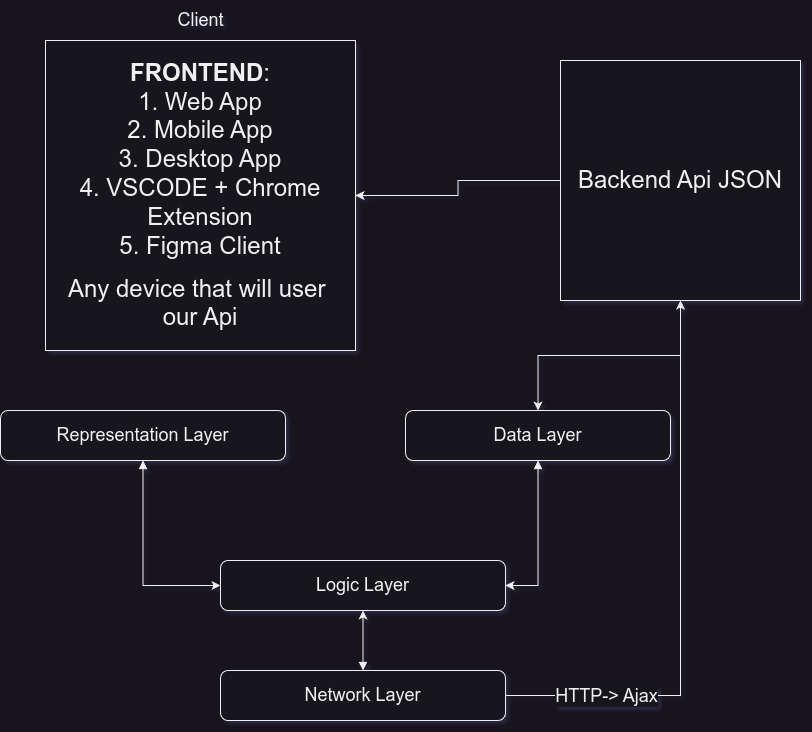 Client
FRONTEND:
1. Web App
2. Mobile App
3. Desktop App
4. VSCODE + Chrome
Extension
5. Figma Client
Any device that will user
our Api
Backend Api JSON
Representation Layer
Data Layer
Logic Layer
Network Layer
HTTP-> Ajax